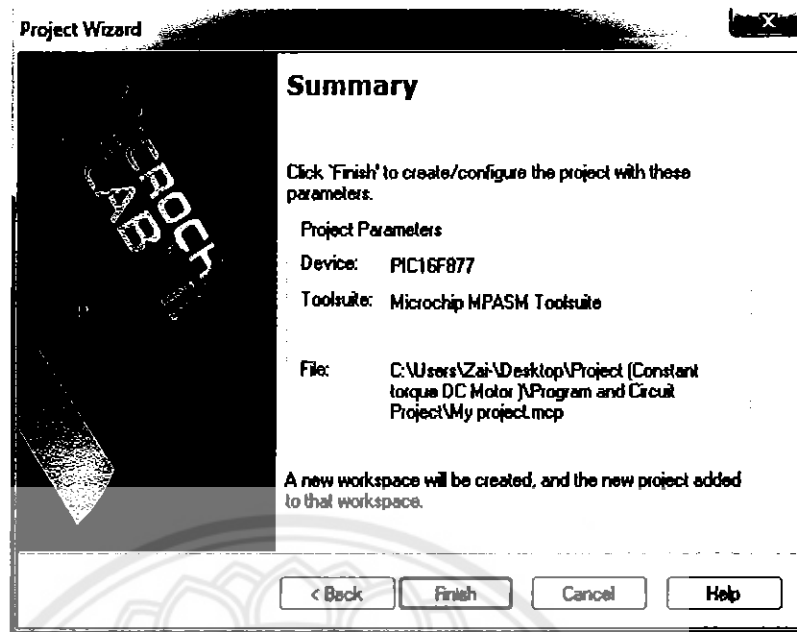 Project Wizard
Summary
Click 'Finish' to create/configure the project with these
parameters.
Project Parameters
Device: PIC16F877
Toolsuite: Microchip MPASM Toolsuite
File: C:\Users\Zai-\Desktop\Project (Constant
torque DC Motor )\Program and Circuit
Project\My project.mcp
A new workspace will be created, and the new project added
to that workspace.
< Back Finish Cancel Help